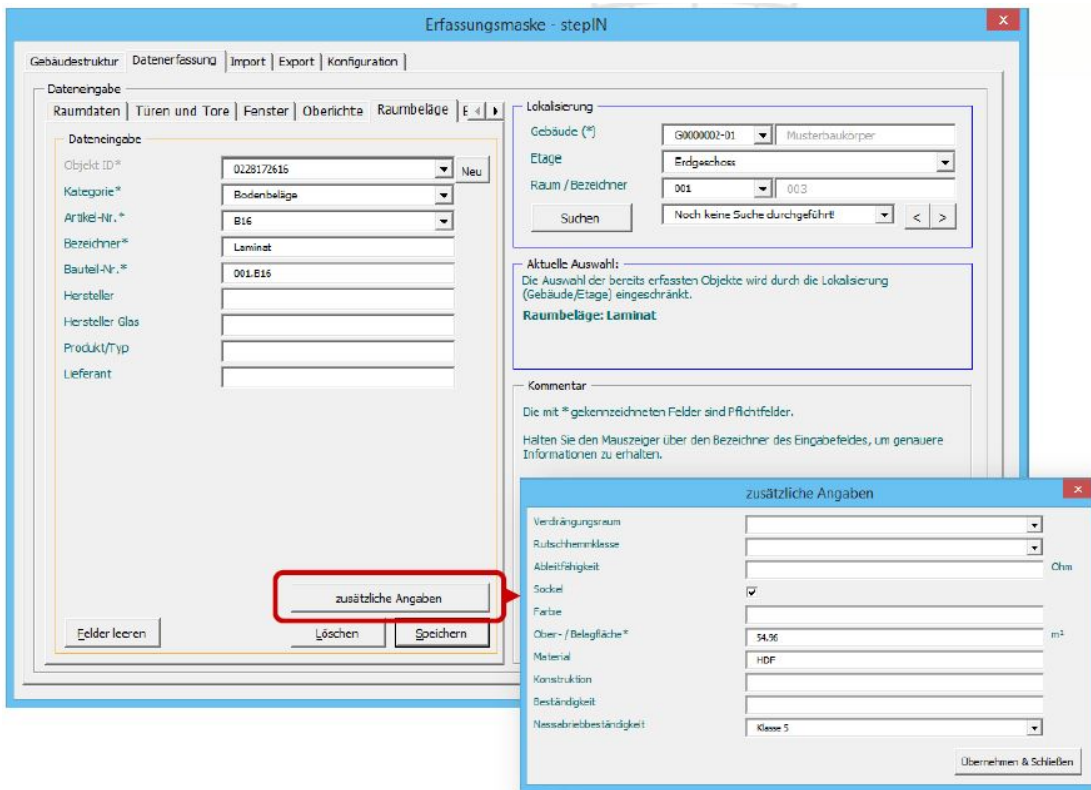 Erfassungsmaske - stepIN
x
Gebäudestruktur Datenerfassung Import Export Konfiguration
Dateneingabe
Raumdaten Türen und Tore Fenster Oberlichte Raumbeläge E
Dateneingabe
Objekt ID* 0228172616 Neu
Kategorie* Bodenbeläge
Artikel-Nr.* B16
Bezeichner* Laminat
Bauteil-Nr.* 001.B16
Hersteller
Hersteller Glas
Produkt/Typ
Lieferant
zusätzliche Angaben
Felder leeren Löschen Speichern
Lokalisierung
Gebäude (*) G0000002-01 Musterbaukörper
Etage Erdgeschoss
Raum / Bezeichner 001 003
Suchen Noch keine Suche durchgeführt! < >
Aktuelle Auswahl:
Die Auswahl der bereits erfassten Objekte wird durch die Lokalisierung
(Gebäude/Etage) eingeschränkt.
Raumbeläge: Laminat
Kommentar
Die mit * gekennzeichneten Felder sind Pflichtfelder.
Halten Sie den Mauszeiger über den Bezeichner des Eingabefeldes, um genauere
Informationen zu erhalten.
zusätzliche Angaben
x
Verdrängungsraum
Rutschhemmklasse
Ableitfähigkeit Ohm
Sockel
Farbe
Ober- / Belagfläche* 54.96 m²
Material HDF
Konstruktion
Beständigkeit
Nassabriebbeständigkeit Klasse 5
Übernehmen & Schließen